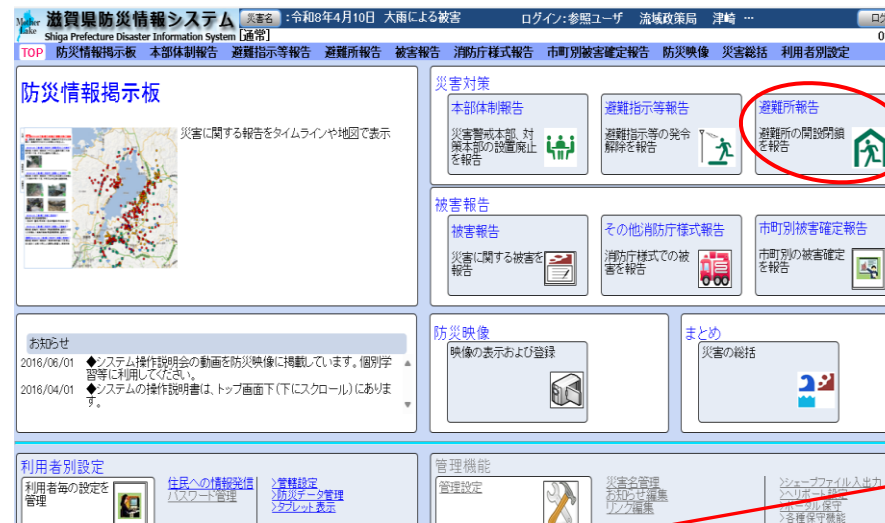 Mother Lake
滋賀県防災情報システム 災害名:令和8年4月10日 大雨による被害 ログイン:参照ユーザ 流域政策局 津崎 …
Shiga Prefecture Disaster Information System [通常]
TOP 防災情報掲示板 本部体制報告 避難指示等報告 避難所報告 被害報告 消防庁様式報告 市町別被害確定報告 防災映像 災害総括 利用者別設定
防災情報掲示板
災害に関する報告をタイムラインや地図で表示
災害対策
本部体制報告
災害警戒本部、対
策本部の設置廃止
を報告
避難指示等報告
避難指示等の発令
解除を報告
避難所報告
避難所の開設閉鎖
を報告
被害報告
被害報告
災害に関する被害を
報告
その他消防庁様式報告
消防庁様式での被
害を報告
市町別被害確定報告
市町別の被害確定
を報告
お知らせ
2016/06/01 ◆システム操作説明会の動画を防災映像に掲載しています。個別学
習等に利用してください。
2016/04/01 ◆システムの操作説明書は、トップ画面下(下にスクロール)にありま
す。
防災映像
映像の表示および登録
まとめ
災害の総括
利用者別設定
利用者毎の設定を
管理
住民への情報発信
パスワード管理
>管轄設定
>防災データ管理
>タブレット表示
管理機能
管理設定
災害名管理
お知らせ編集
リンク編集
>シェープファイル入出力
>ヘリポート設定
>ポータル保守
>各種保守機能